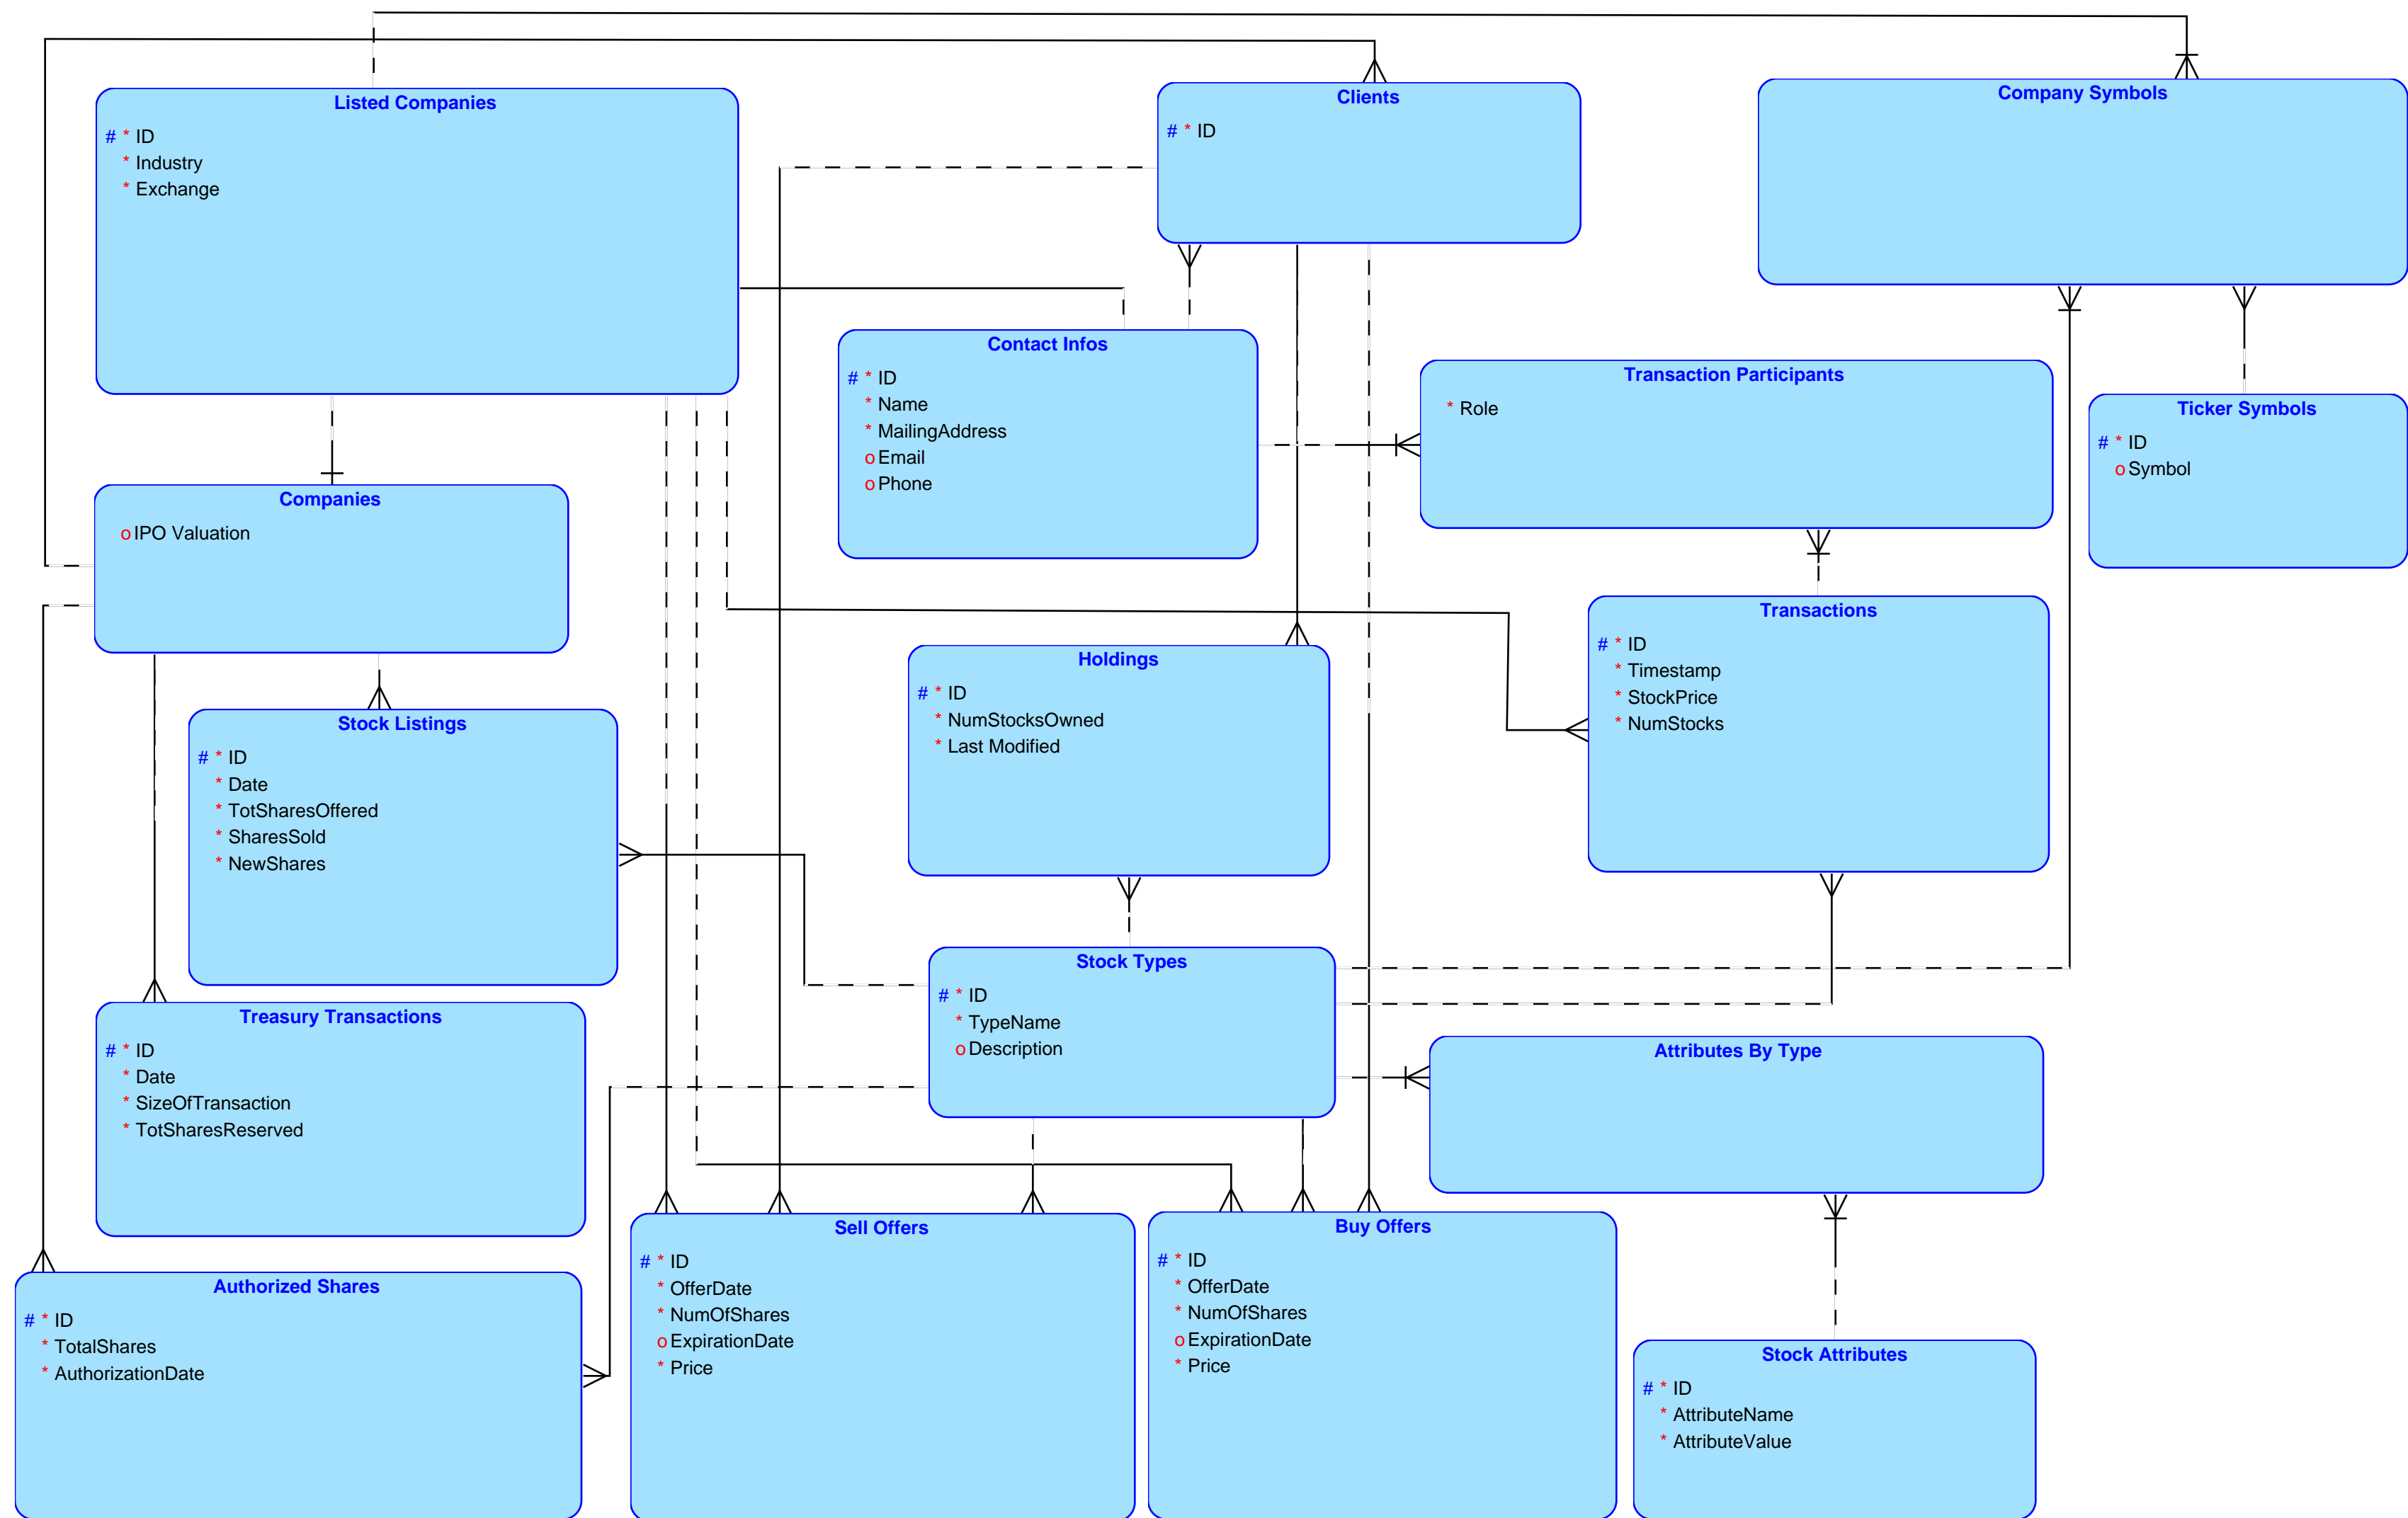 Listed Companies
# * ID
* Industry
* Exchange
Clients
# * ID
Company Symbols
Contact Infos
# * ID
* Name
* MailingAddress
o Email
o Phone
Transaction Participants
* Role
Ticker Symbols
# * ID
o Symbol
Companies
o IPO Valuation
Transactions
# * ID
* Timestamp
* StockPrice
* NumStocks
Holdings
# * ID
* NumStocksOwned
* Last Modified
Stock Listings
# * ID
* Date
* TotSharesOffered
* SharesSold
* NewShares
Stock Types
# * ID
* TypeName
o Description
Treasury Transactions
# * ID
* Date
* SizeOfTransaction
* TotSharesReserved
Attributes By Type
Sell Offers
# * ID
* OfferDate
* NumOfShares
o ExpirationDate
* Price
Buy Offers
# * ID
* OfferDate
* NumOfShares
o ExpirationDate
* Price
Authorized Shares
# * ID
* TotalShares
* AuthorizationDate
Stock Attributes
# * ID
* AttributeName
* AttributeValue